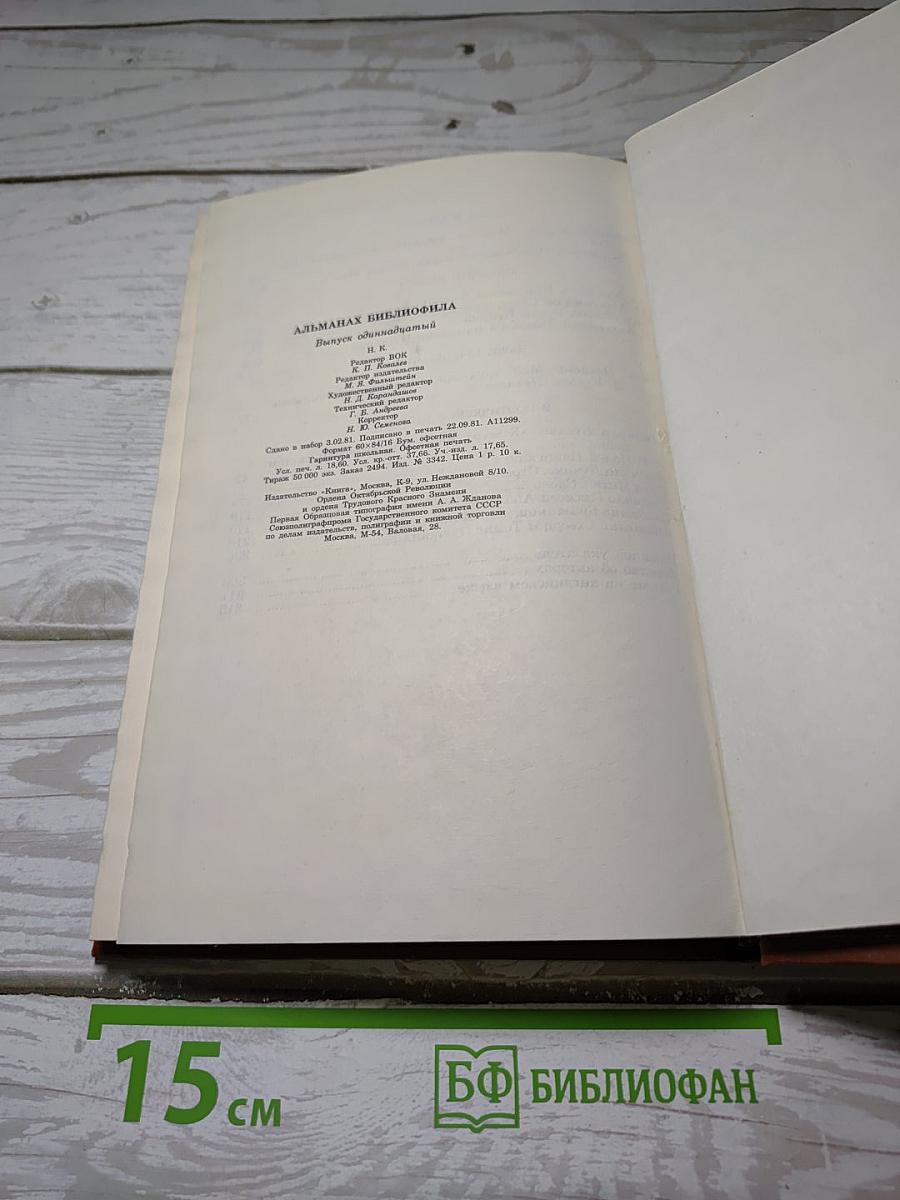 АЛЬМАНАХ БИБЛИОФИЛА
Выпуск одиннадцатый
Н. К.
Редактор ВОК
К. П. Ковалев
Редактор издательства
М. Я. Фильштейн
Художественный редактор
Н. Д. Карандашов
Технический редактор
Г. Б. Андреева
Корректор
Н. Ю. Семенова
Сдано в набор 3.02.81. Подписано в печать 22.09.81. А11299.
Формат 60×84/16 Бум. офсетная
Гарнитура школьная. Офсетная печать
Усл. печ. л. 18,60. Усл. кр.-отт. 37,66. Уч.-изд. л. 17,65.
Тираж 50 000 экз. Заказ 2494. Изд. № 3342. Цена 1 р. 10 к.
Издательство «Книга», Москва, К-9, ул. Неждановой 8/10.
Ордена Октябрьской Революции
и ордена Трудового Красного Знамени
Первая Образцовая типография имени А. А. Жданова
Союзполиграфпрома Государственного комитета СССР
по делам издательств, полиграфии и книжной торговли
Москва, М-54, Валовая, 28.
15 см
БФ БИБЛИОФАН